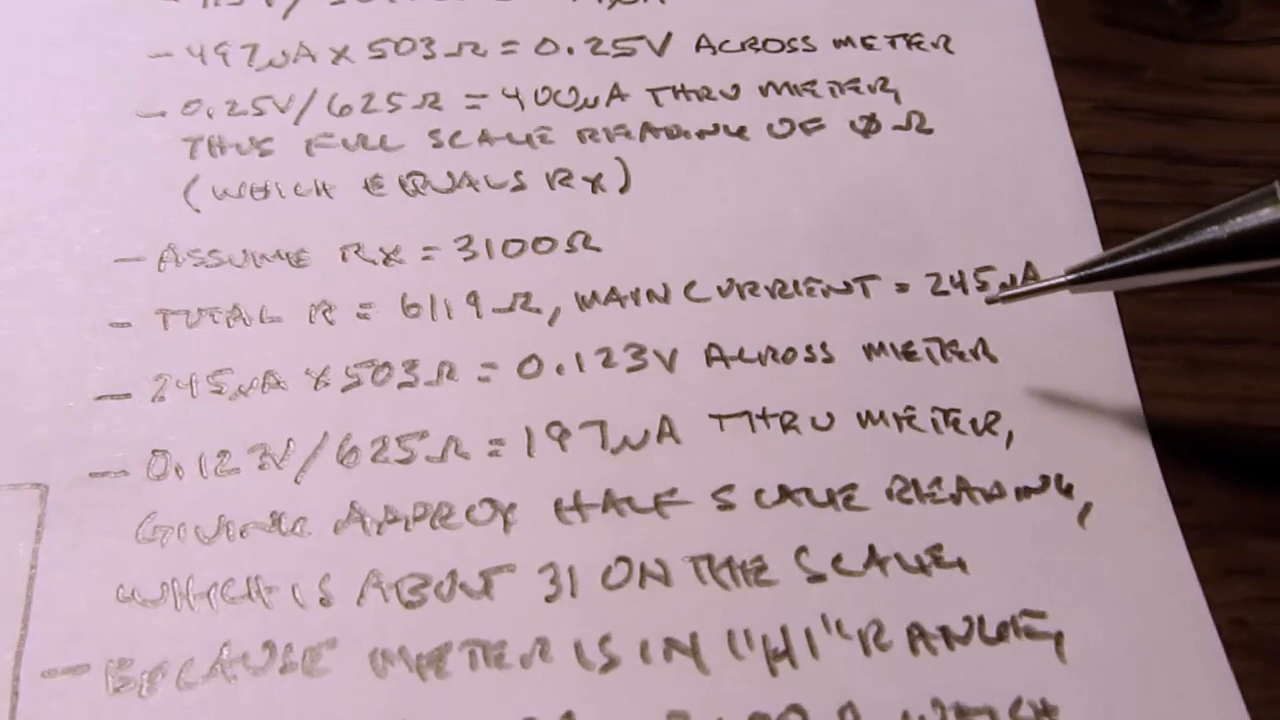 - 497µA × 503Ω = 0.25V ACROSS METER
- 0.25V/625Ω = 400µA THRU METER,
THUS FULL SCALE READING OF 0Ω
(WHICH EQUALS RX)
- ASSUME RX = 3100Ω
- TOTAL R = 6119Ω, MAIN CURRENT = 245µA
- 245µA × 503Ω = 0.123V ACROSS METER
- 0.123V/625Ω = 197µA THRU METER,
GIVING APPROX HALF SCALE READING,
WHICH IS ABOUT 31 ON THE SCALE,
- BECAUSE METER IS IN "HI" RANGE,
WHICH